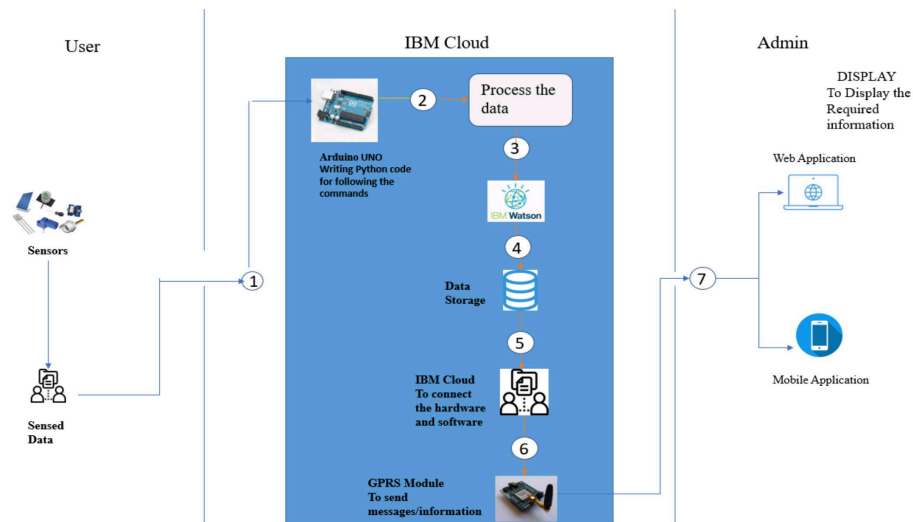 User
IBM Cloud
Admin
Sensors
Sensed
Data
1
Arduino UNO
Writing Python code
for following the
commands
2
Process the
data
3
IBM Watson
4
Data
Storage
5
IBM Cloud
To connect
the hardware
and software
6
GPRS Module
To send
messages/information
7
DISPLAY
To Display the
Required
information
Web Application
Mobile Application